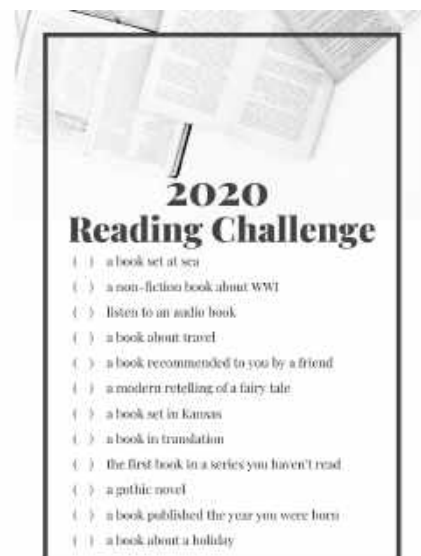 2020
Reading Challenge
( ) a book set at sea
( ) a non-fiction book about WWI
( ) listen to an audio book
( ) a book about travel
( ) a book recommended to you by a friend
( ) a modern retelling of a fairy tale
( ) a book set in Kansas
( ) a book in translation
( ) the first book in a series you haven't read
( ) a gothic novel
( ) a book published the year you were born
( ) a book about a holiday